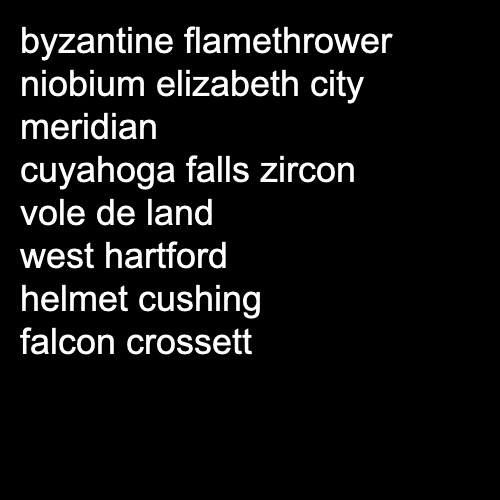 byzantine flamethrower
niobium elizabeth city
meridian
cuyahoga falls zircon
vole de land
west hartford
helmet cushing
falcon crossett